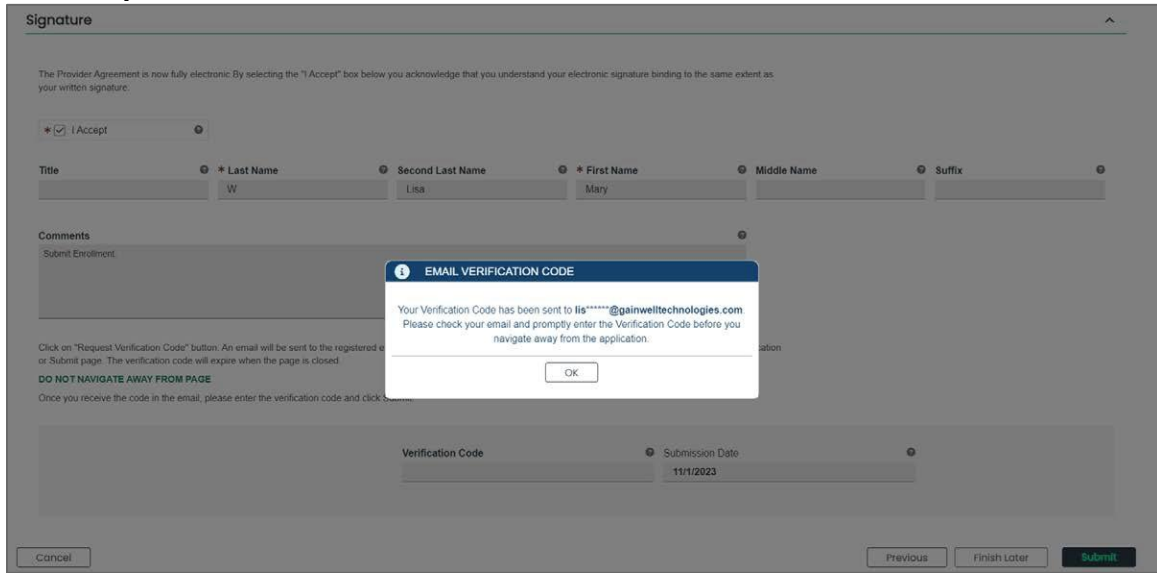 Signature
The Provider Agreement is now fully electronic By selecting the "I Accept" box below you acknowledge that you understand your electronic signature binding to the same extent as
your written signature.
* I Accept
Title * Last Name Second Last Name * First Name Middle Name Suffix
W Lisa Mary
Comments
Submit Enrollment.
EMAIL VERIFICATION CODE
Your Verification Code has been sent to lis******@gainwelltechnologies.com.
Please check your email and promptly enter the Verification Code before you
navigate away from the application.
OK
Click on "Request Verification Code" button. An email will be sent to the registered
or Submit page. The verification code will expire when the page is closed.
DO NOT NAVIGATE AWAY FROM PAGE
Once you receive the code in the email, please enter the verification code and click Submit.
Verification Code Submission Date
11/1/2023
Cancel Previous Finish Later Submit